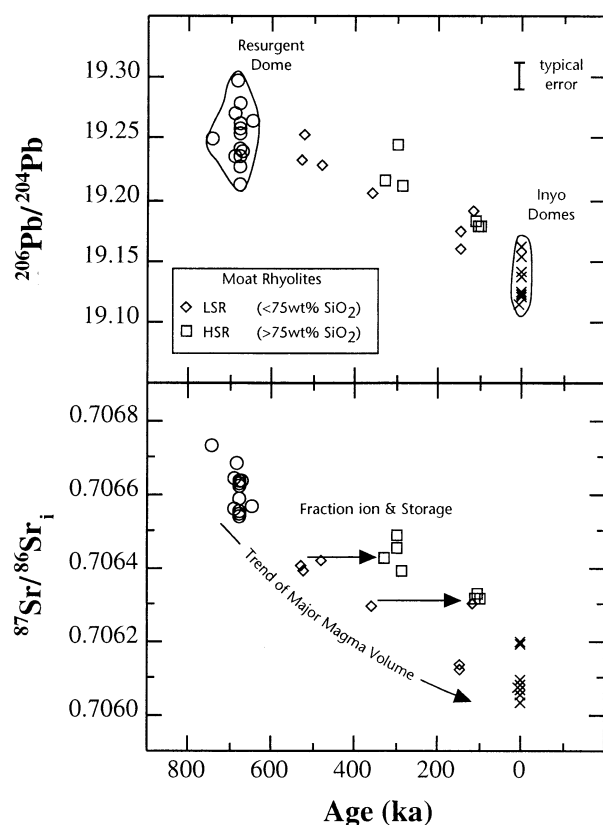 Resurgent
Dome
typical
error
19.30
19.25
19.20
19.15
19.10
206Pb/204Pb
Inyo
Domes
Moat Rhyolites
LSR (<75wt% SiO2)
HSR (>75wt% SiO2)
0.7068
0.7066
0.7064
0.7062
0.7060
87Sr/86Sri
Fraction ion & Storage
Trend of Major Magma Volume
800 600 400 200 0
Age (ka)